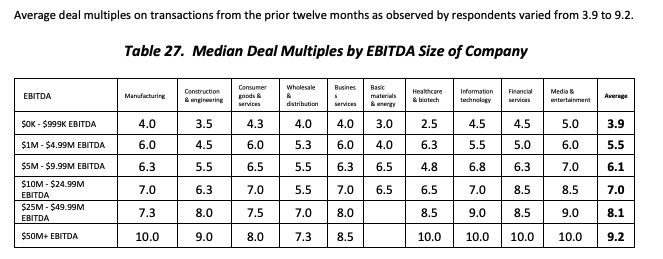 Average deal multiples on transactions from the prior twelve months as observed by respondents varied from 3.9 to 9.2.
Table 27. Median Deal Multiples by EBITDA Size of Company
EBITDA Manufacturing Construction & engineering Consumer goods & services Wholesale & distribution Busines s services Basic materials & energy Healthcare & biotech Information technology Financial services Media & entertainment Average
$0K - $999K EBITDA 4.0 3.5 4.3 4.0 4.0 3.0 2.5 4.5 4.5 5.0 3.9
$1M - $4.99M EBITDA 6.0 4.5 6.0 5.3 6.0 4.0 6.3 5.5 5.0 6.0 5.5
$5M - $9.99M EBITDA 6.3 5.5 6.5 5.5 6.3 6.5 4.8 6.8 6.3 7.0 6.1
$10M - $24.99M EBITDA 7.0 6.3 7.0 5.5 7.0 6.5 6.5 7.0 8.5 8.5 7.0
$25M - $49.99M EBITDA 7.3 8.0 7.5 7.0 8.0 8.5 9.0 8.5 9.0 8.1
$50M+ EBITDA 10.0 9.0 8.0 7.3 8.5 10.0 10.0 10.0 10.0 9.2